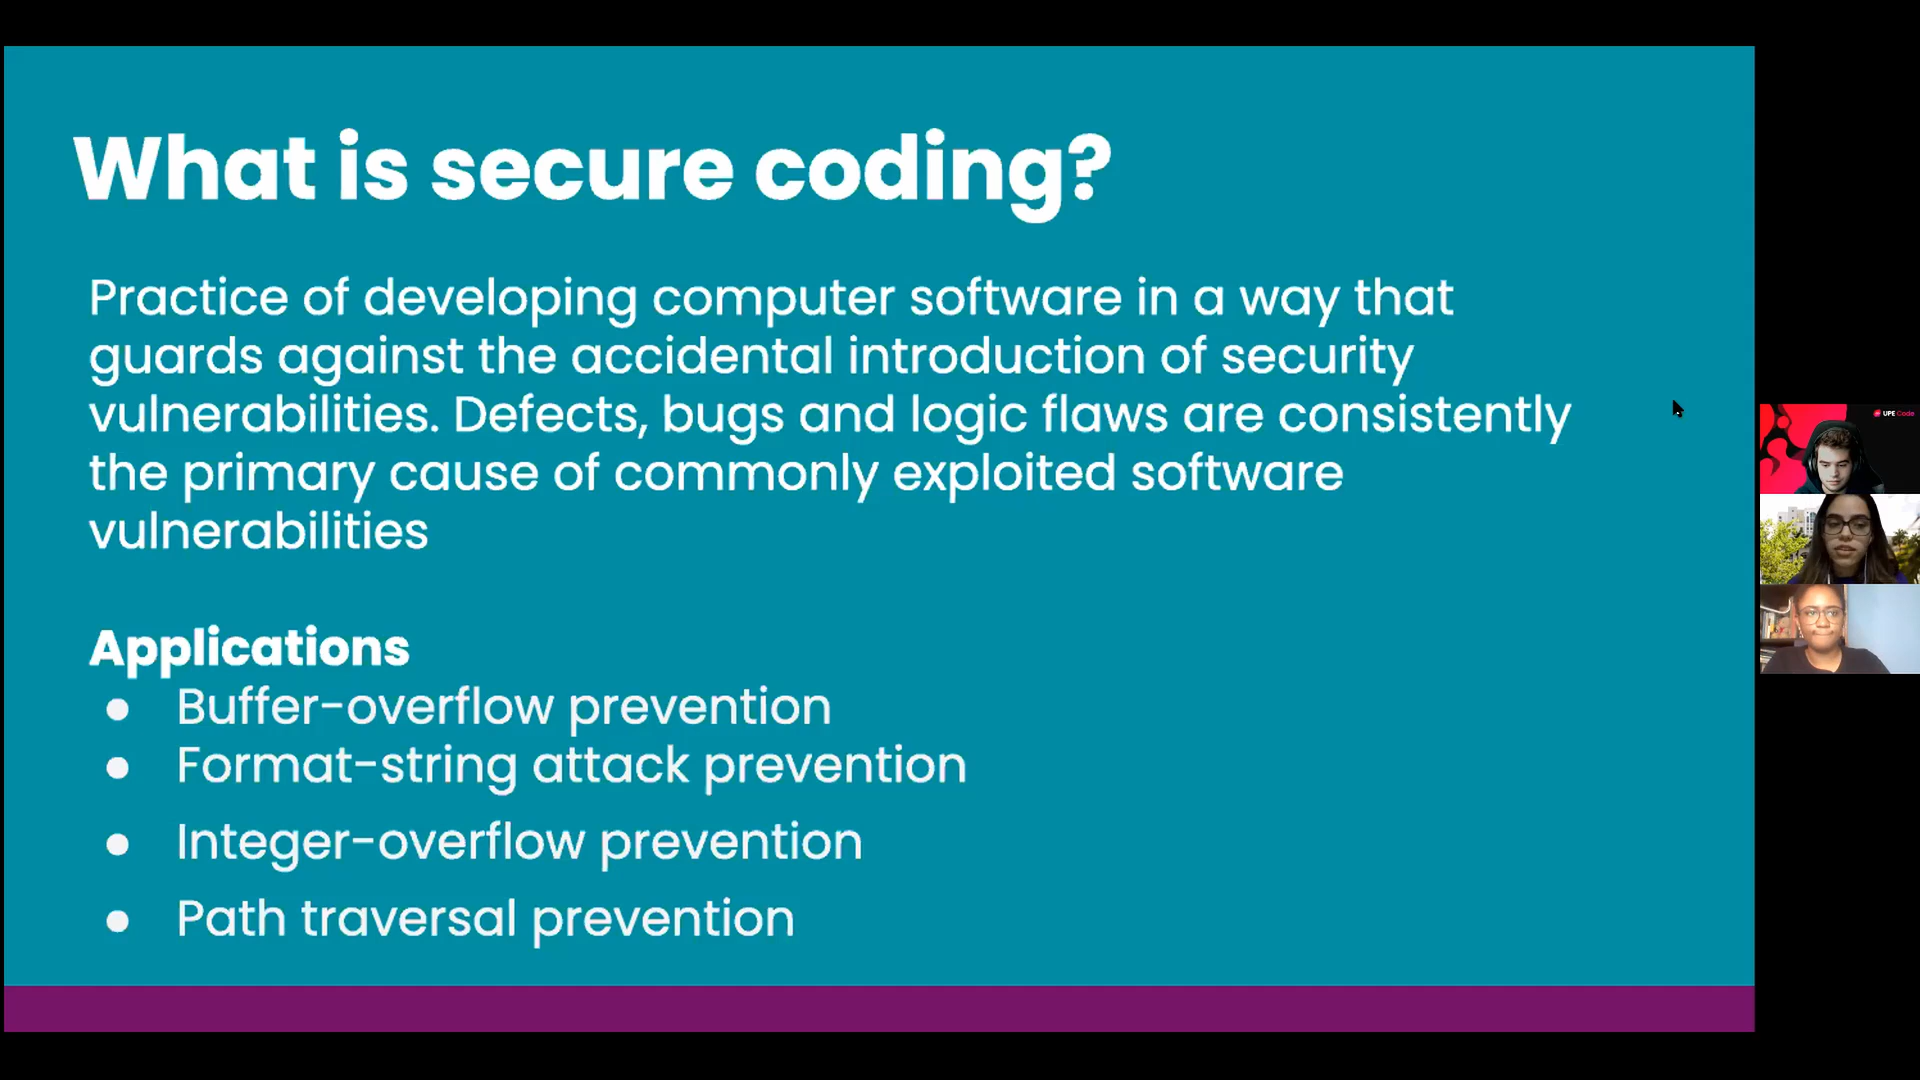 What is secure coding?
Practice of developing computer software in a way that
guards against the accidental introduction of security
vulnerabilities. Defects, bugs and logic flaws are consistently
the primary cause of commonly exploited software
vulnerabilities
Applications
● Buffer-overflow prevention
● Format-string attack prevention
● Integer-overflow prevention
● Path traversal prevention
UPE Code